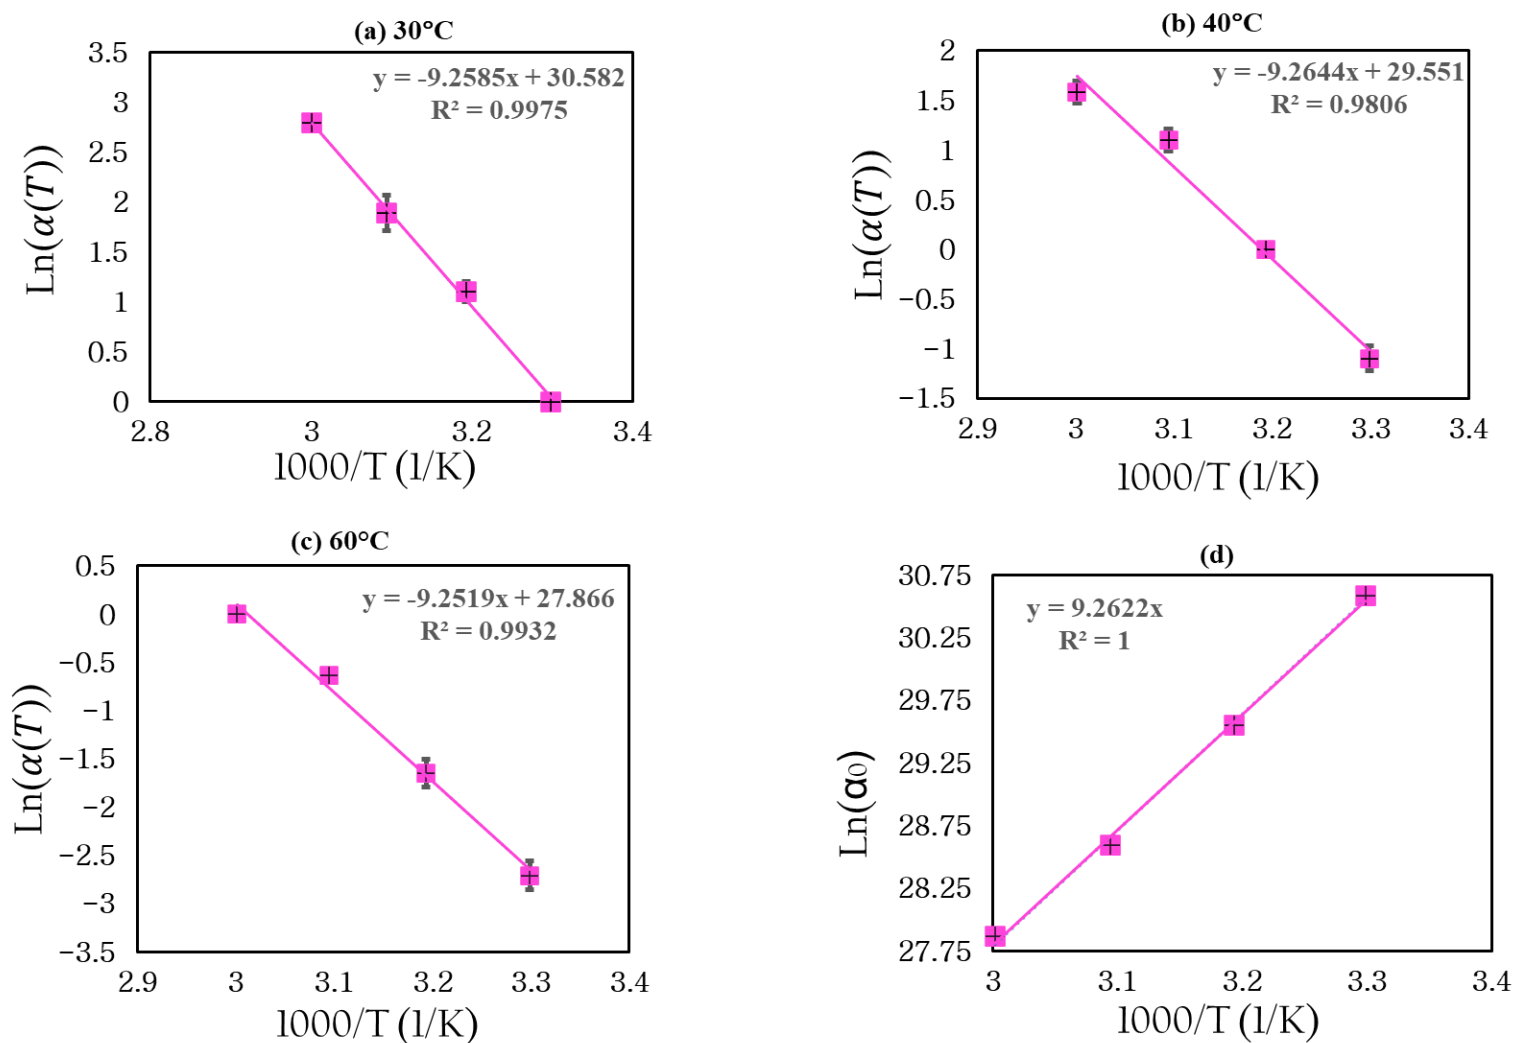 (a) 30°C
3.5
3
2.5
2
1.5
1
0.5
0
y = -9.2585x + 30.582
R² = 0.9975
Ln(α(T))
2.8
3
3.2
3.4
1000/T (1/K)
(b) 40°C
2
1.5
1
0.5
0
−0.5
−1
−1.5
y = -9.2644x + 29.551
R² = 0.9806
Ln(α(T))
2.9
3
3.1
3.2
3.3
3.4
1000/T (1/K)
(c) 60°C
0.5
0
−0.5
−1
−1.5
−2
−2.5
−3
−3.5
y = -9.2519x + 27.866
R² = 0.9932
Ln(α(T))
2.9
3
3.1
3.2
3.3
3.4
1000/T (1/K)
(d)
30.75
30.25
29.75
29.25
28.75
28.25
27.75
y = 9.2622x
R² = 1
Ln(α0)
3
3.1
3.2
3.3
3.4
1000/T (1/K)